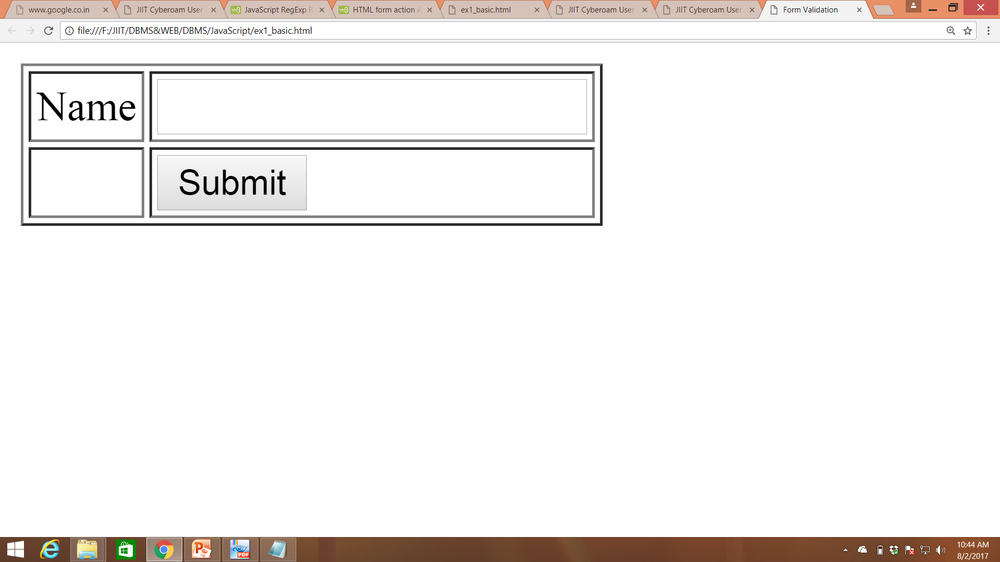 www.google.co.in
JIIT Cyberoam User
JavaScript RegExp R
HTML form action A
ex1_basic.html
JIIT Cyberoam User
JIIT Cyberoam User
Form Validation
file:///F:/JIIT/DBMS&WEB/DBMS/JavaScript/ex1_basic.html
Name
Submit
PDF
10:44 AM
8/2/2017